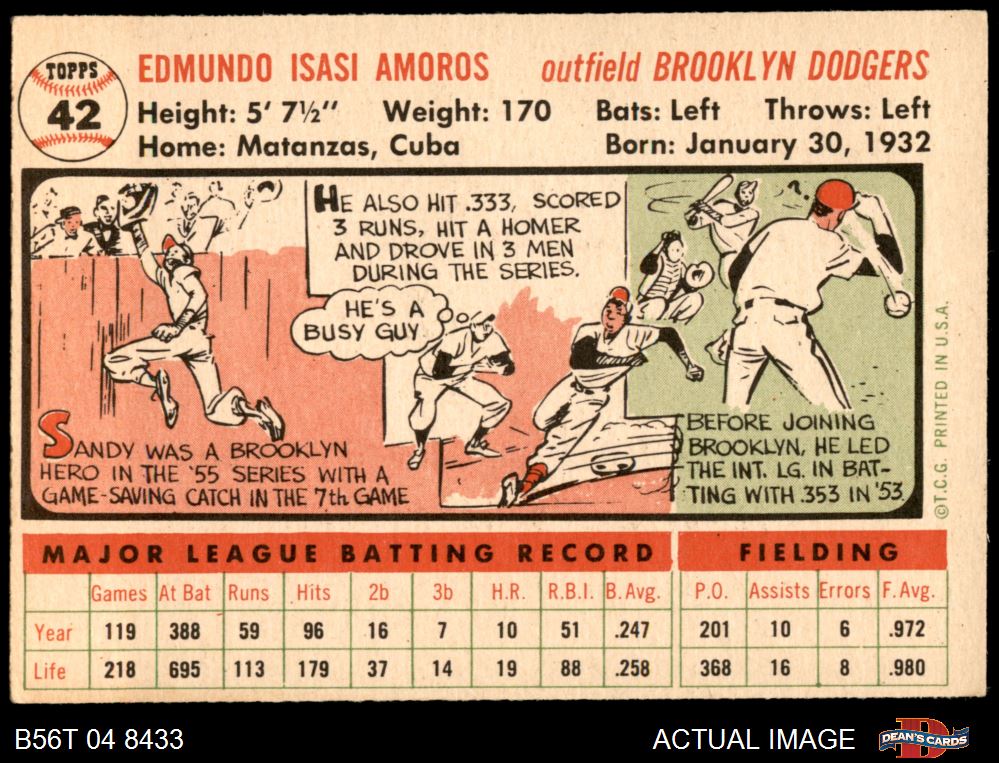 TOPPS
42
EDMUNDO ISASI AMOROS outfield BROOKLYN DODGERS
Height: 5' 7½" Weight: 170 Bats: Left Throws: Left
Home: Matanzas, Cuba Born: January 30, 1932
HE ALSO HIT .333, SCORED
3 RUNS, HIT A HOMER
AND DROVE IN 3 MEN
DURING THE SERIES.
HE'S A
BUSY GUY
?
SANDY WAS A BROOKLYN
HERO IN THE '55 SERIES WITH A
GAME-SAVING CATCH IN THE 7th GAME
BEFORE JOINING
BROOKLYN, HE LED
THE INT. LG. IN BAT-
TING WITH .353 IN '53.
©T.C.G. PRINTED IN U.S.A.
MAJOR LEAGUE BATTING RECORD FIELDING
Games At Bat Runs Hits 2b 3b H.R. R.B.I. B. Avg. P.O. Assists Errors F. Avg.
Year 119 388 59 96 16 7 10 51 .247 201 10 6 .972
Life 218 695 113 179 37 14 19 88 .258 368 16 8 .980
B56T 04 8433 ACTUAL IMAGE DEAN'S CARDS